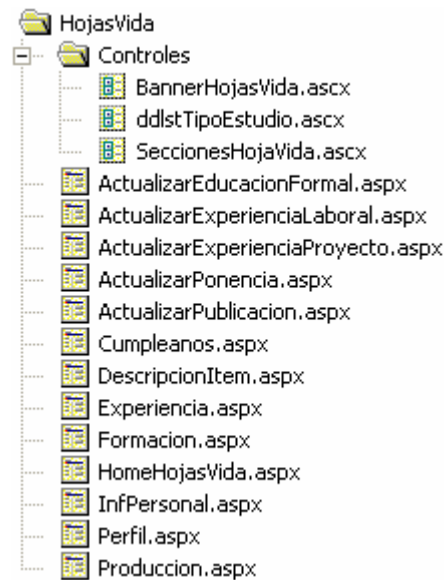 HojasVida
Controles
BannerHojasVida.ascx
ddlstTipoEstudio.ascx
SeccionesHojaVida.ascx
ActualizarEducacionFormal.aspx
ActualizarExperienciaLaboral.aspx
ActualizarExperienciaProyecto.aspx
ActualizarPonencia.aspx
ActualizarPublicacion.aspx
Cumpleanos.aspx
DescripcionItem.aspx
Experiencia.aspx
Formacion.aspx
HomeHojasVida.aspx
InfPersonal.aspx
Perfil.aspx
Produccion.aspx